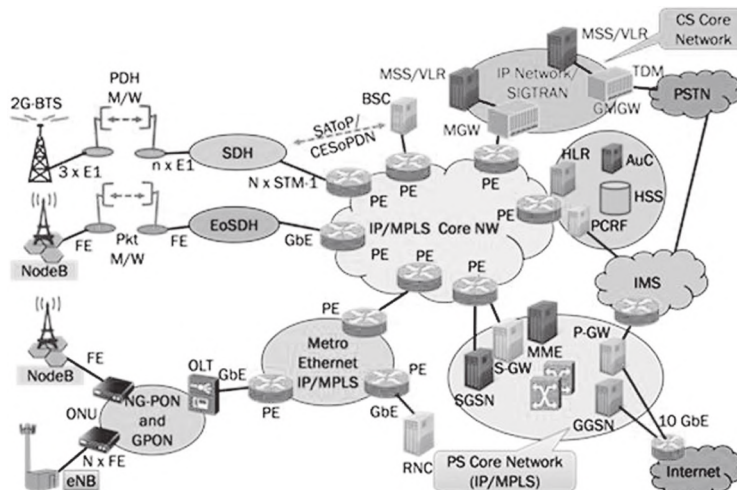 MSS/VLR
CS Core
Network
PDH
M/W
2G-BTS
MSS/VLR
IP Network/
SIGTRAN
TDM
BSC
GMGW
PSTN
SAToP/
CESoPDN
MGW
SDH
3 x E1
n x E1
N x STM-1
PE
PE
PE
HLR
AuC
HSS
PE
PCRF
EoSDH
GbE
IP/MPLS Core NW
FE
Pkt
M/W
FE
NodeB
PE
PE
PE
PE
IMS
PE
Metro
Ethernet
IP/MPLS
P-GW
MME
S-GW
SGSN
FE
NodeB
OLT
GbE
PE
PE
GbE
NG-PON
and
GPON
ONU
N x FE
eNB
RNC
GGSN
10 GbE
PS Core Network
(IP/MPLS)
Internet